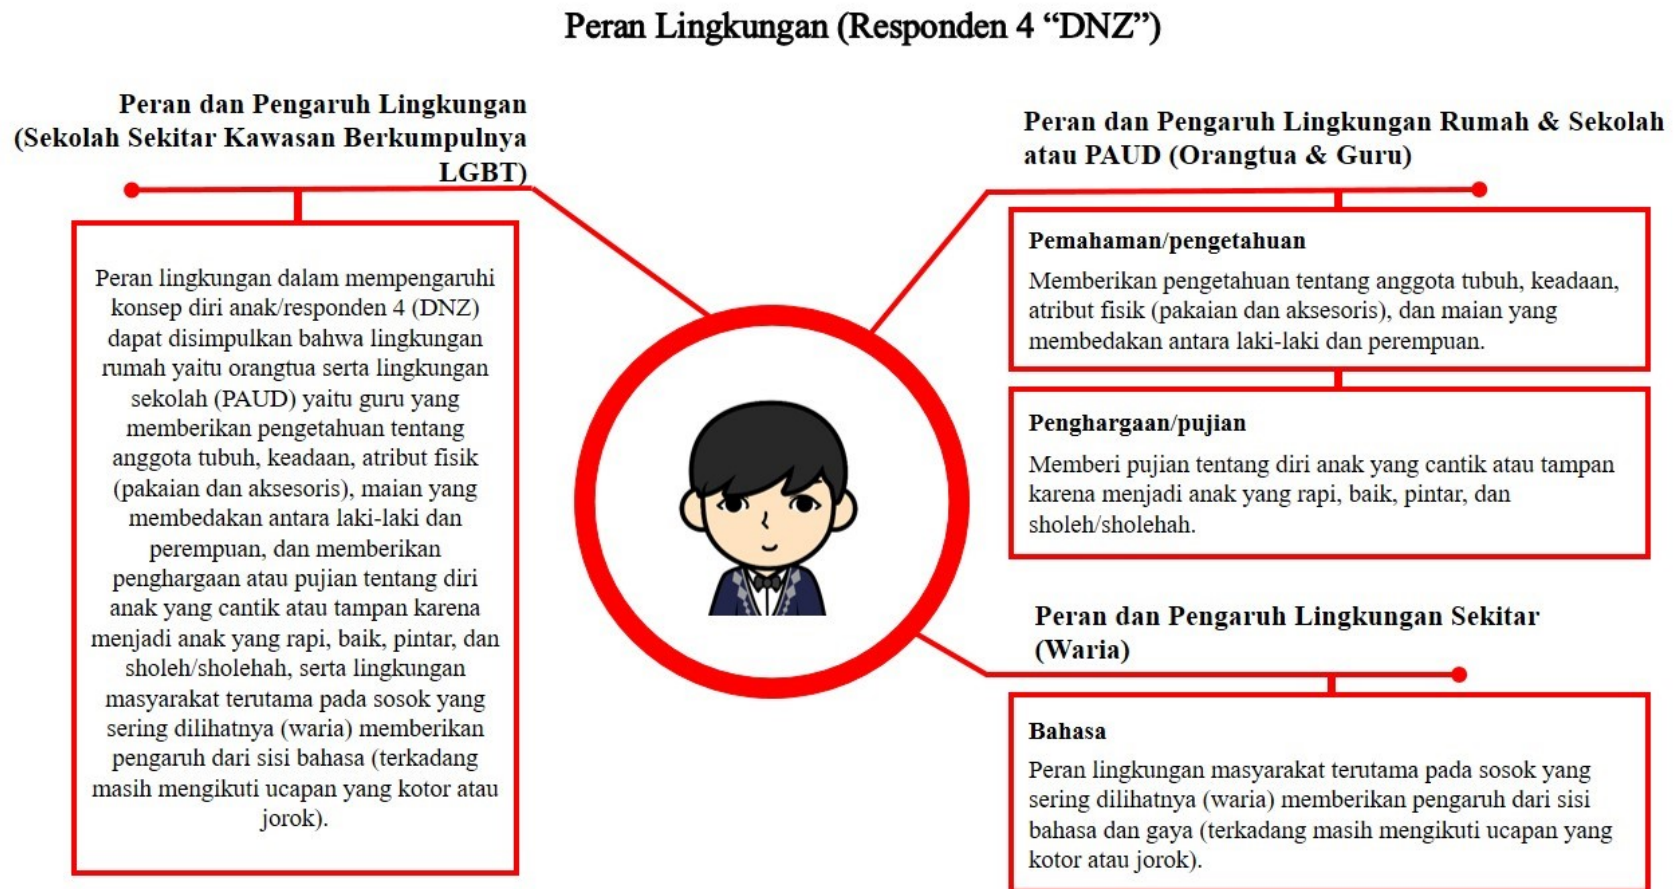 Peran Lingkungan (Responden 4 “DNZ”)
Peran dan Pengaruh Lingkungan
(Sekolah Sekitar Kawasan Berkumpulnya
LGBT)
Peran lingkungan dalam mempengaruhi
konsep diri anak/responden 4 (DNZ)
dapat disimpulkan bahwa lingkungan
rumah yaitu orangtua serta lingkungan
sekolah (PAUD) yaitu guru yang
memberikan pengetahuan tentang
anggota tubuh, keadaan, atribut fisik
(pakaian dan aksesoris), maian yang
membedakan antara laki-laki dan
perempuan, dan memberikan
penghargaan atau pujian tentang diri
anak yang cantik atau tampan karena
menjadi anak yang rapi, baik, pintar, dan
sholeh/sholehah, serta lingkungan
masyarakat terutama pada sosok yang
sering dilihatnya (waria) memberikan
pengaruh dari sisi bahasa (terkadang
masih mengikuti ucapan yang kotor atau
jorok).
Peran dan Pengaruh Lingkungan Rumah & Sekolah
atau PAUD (Orangtua & Guru)
Pemahaman/pengetahuan
Memberikan pengetahuan tentang anggota tubuh, keadaan,
atribut fisik (pakaian dan aksesoris), dan maian yang
membedakan antara laki-laki dan perempuan.
Penghargaan/pujian
Memberi pujian tentang diri anak yang cantik atau tampan
karena menjadi anak yang rapi, baik, pintar, dan
sholeh/sholehah.
Peran dan Pengaruh Lingkungan Sekitar
(Waria)
Bahasa
Peran lingkungan masyarakat terutama pada sosok yang
sering dilihatnya (waria) memberikan pengaruh dari sisi
bahasa dan gaya (terkadang masih mengikuti ucapan yang
kotor atau jorok).